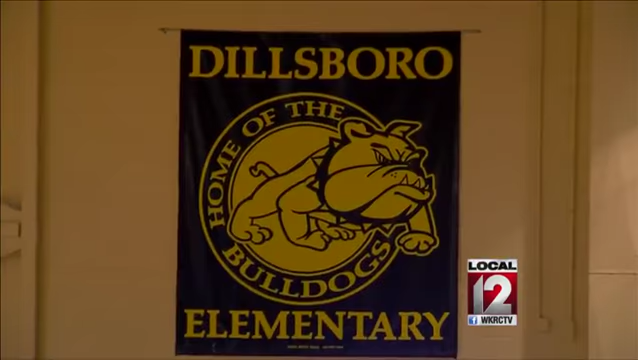 DILLSBORO
HOME OF THE
BULLDOGS
ELEMENTARY
LOCAL
12
f WKRCTV